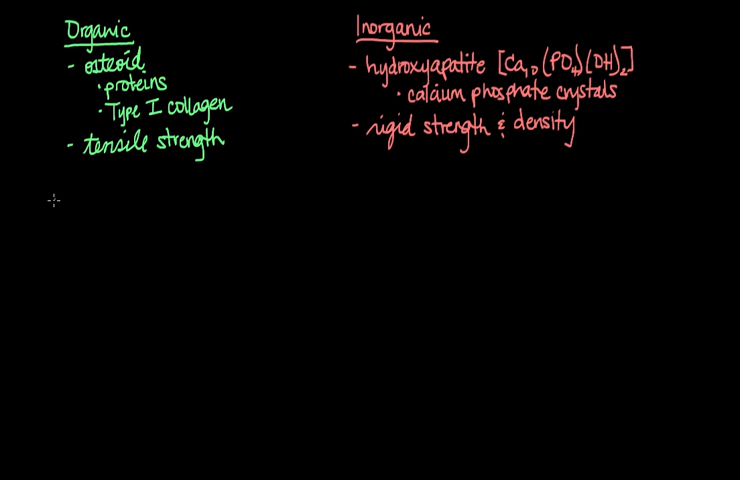 Organic
- osteoid
· proteins
· Type I collagen
- tensile strength
Inorganic
- hydroxyapatite [Ca₁₀(PO₄)(OH)₂]
· calcium phosphate crystals
- rigid strength & density